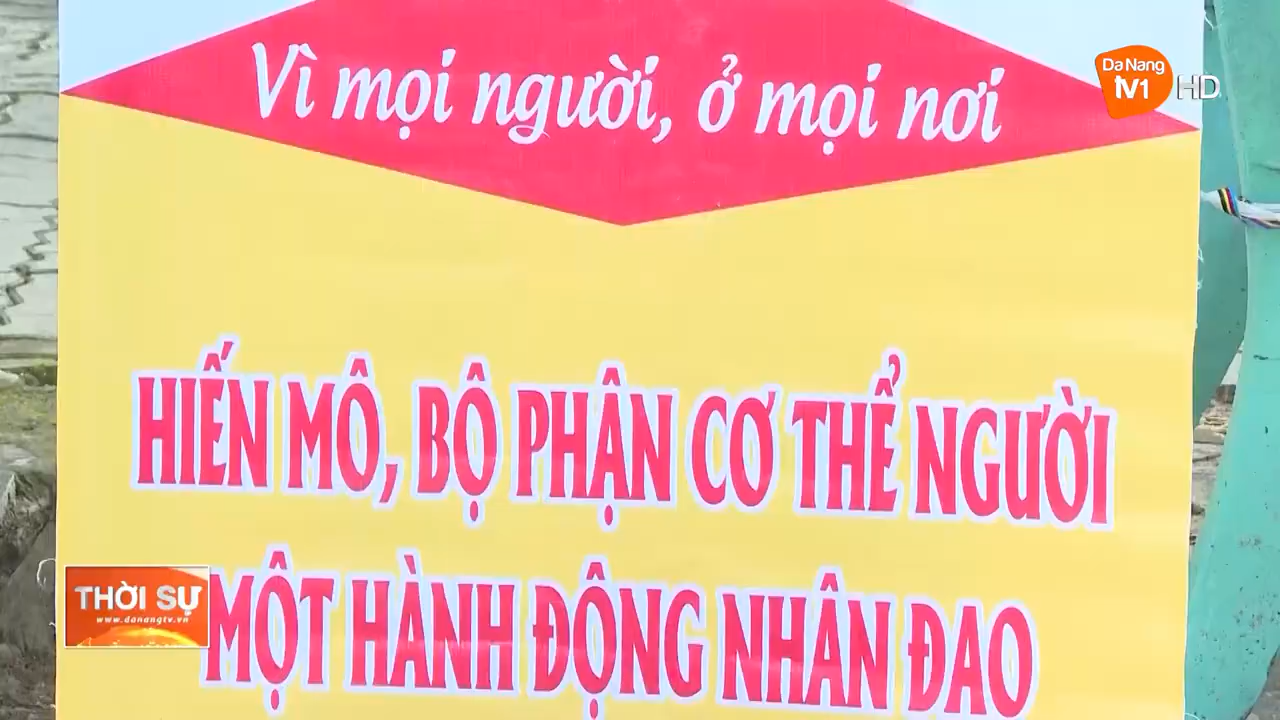 Vì mọi người, ở mọi nơi
Da Nang
tv1 HD
HIẾN MÔ, BỘ PHẬN CƠ THỂ NGƯỜI
MỘT HÀNH ĐỘNG NHÂN ĐẠO
THỜI SỰ
www.danangtv.vn